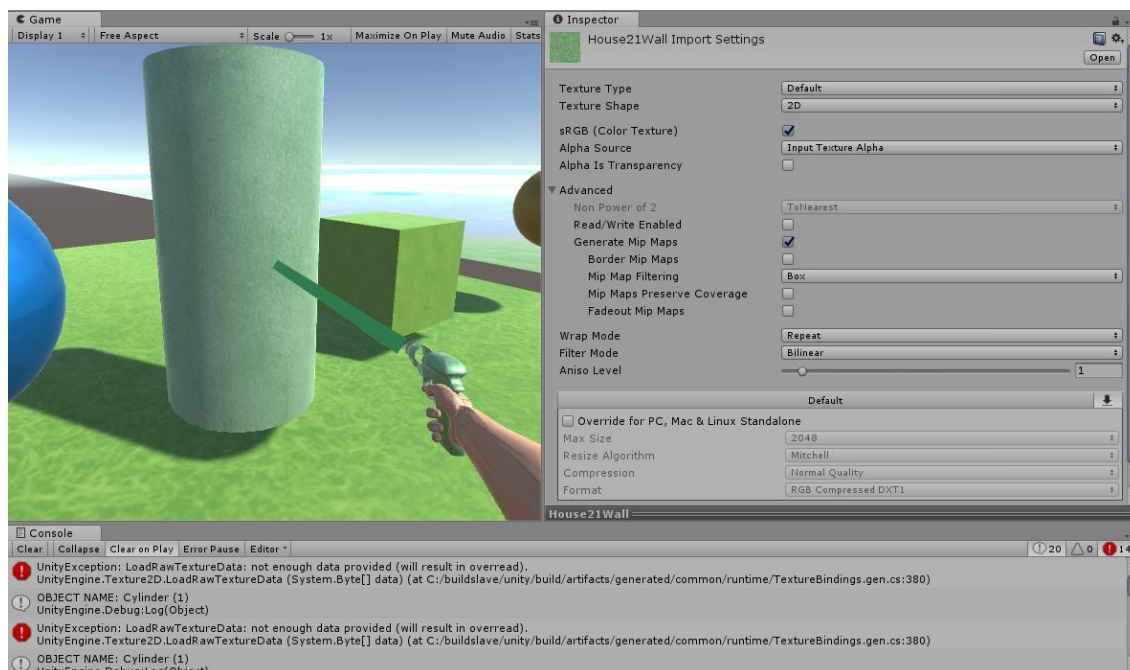 Game
Display 1 Free Aspect Scale 1x Maximize On Play Mute Audio Stats
Inspector
House21Wall Import Settings
Open
Texture Type Default
Texture Shape 2D
sRGB (Color Texture)
Alpha Source Input Texture Alpha
Alpha Is Transparency
Advanced
Non Power of 2 ToNearest
Read/Write Enabled
Generate Mip Maps
Border Mip Maps
Mip Map Filtering Box
Mip Maps Preserve Coverage
Fadeout Mip Maps
Wrap Mode Repeat
Filter Mode Bilinear
Aniso Level 1
Default
Override for PC, Mac & Linux Standalone
Max Size 2048
Resize Algorithm Mitchell
Compression Normal Quality
Format RGB Compressed DXT1
House21Wall
Console
Clear Collapse Clear on Play Error Pause Editor 20 0 14
UnityException: LoadRawTextureData: not enough data provided (will result in overread).
UnityEngine.Texture2D.LoadRawTextureData (System.Byte[] data) (at C:/buildslave/unity/build/artifacts/generated/common/runtime/TextureBindings.gen.cs:380)
OBJECT NAME: Cylinder (1)
UnityEngine.Debug:Log(Object)
UnityException: LoadRawTextureData: not enough data provided (will result in overread).
UnityEngine.Texture2D.LoadRawTextureData (System.Byte[] data) (at C:/buildslave/unity/build/artifacts/generated/common/runtime/TextureBindings.gen.cs:380)
OBJECT NAME: Cylinder (1)
UnityEngine.Debug:Log(Object)